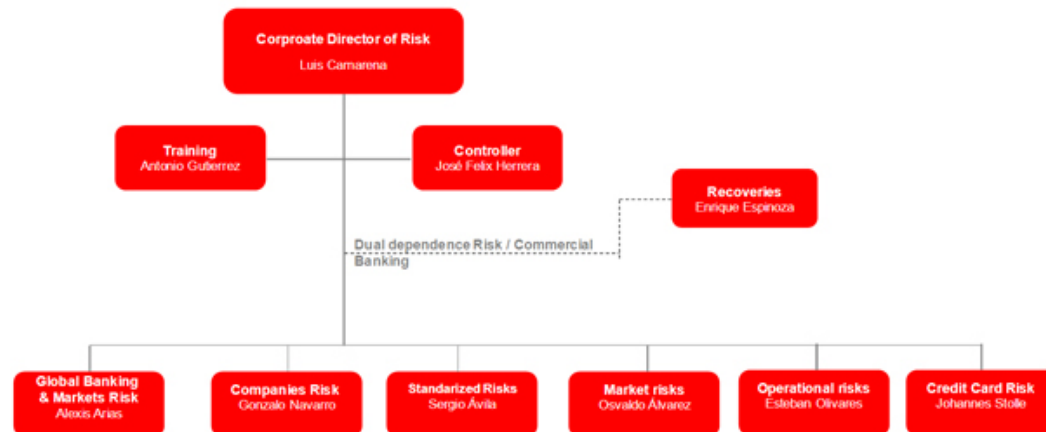 Corproate Director of Risk
Luis Camarena
Training
Antonio Gutierrez
Controller
José Felix Herrera
Recoveries
Enrique Espinoza
Dual dependence Risk / Commercial
Banking
Global Banking
& Markets Risk
Alexis Arias
Companies Risk
Gonzalo Navarro
Standarized Risks
Sergio Ávila
Market risks
Osvaldo Álvarez
Operational risks
Esteban Olivares
Credit Card Risk
Johannes Stolle